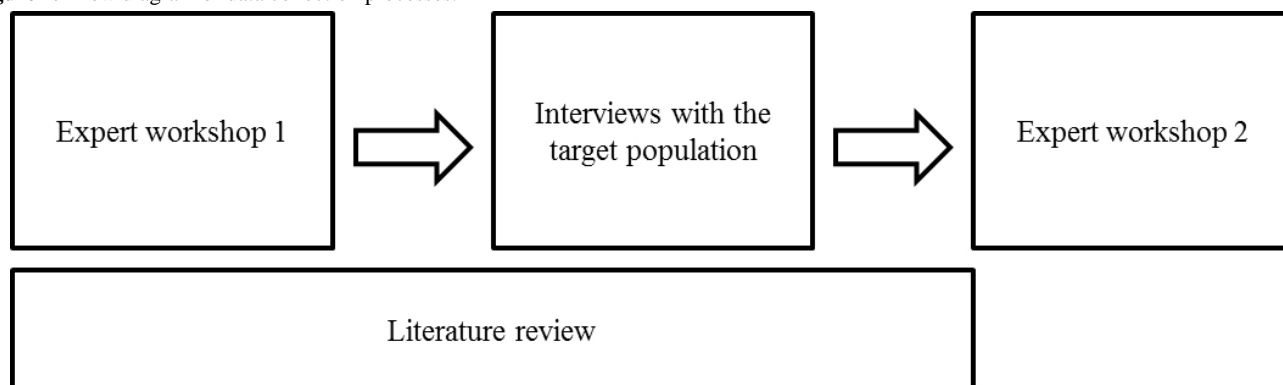 Expert workshop 1
Interviews with the
target population
Expert workshop 2
Literature review